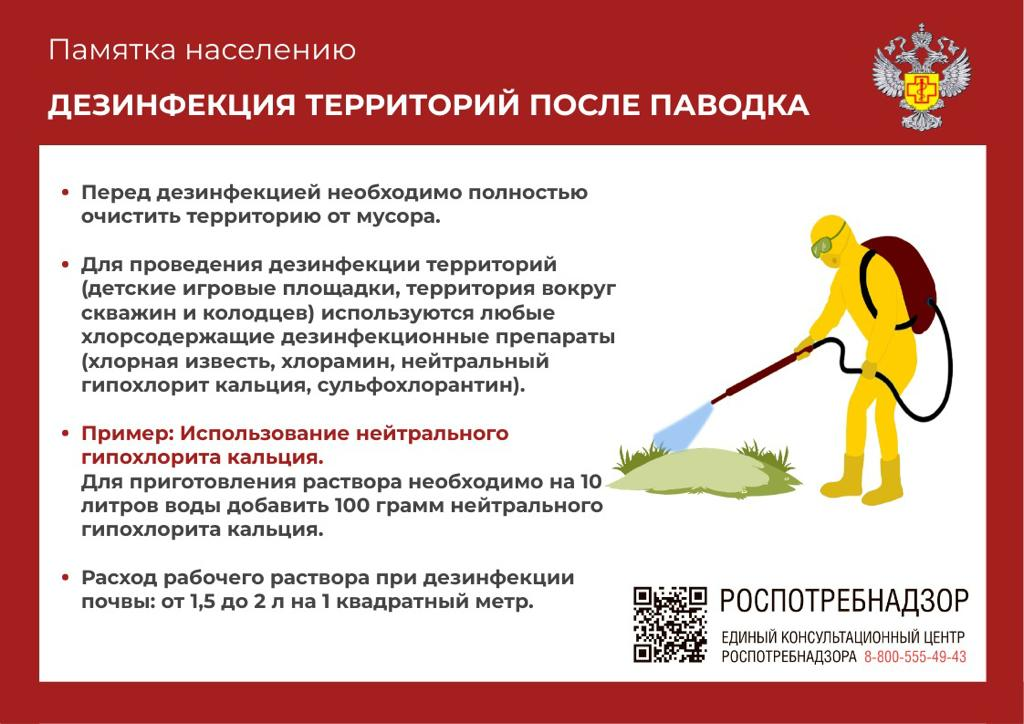 Памятка населению
ДЕЗИНФЕКЦИЯ ТЕРРИТОРИЙ ПОСЛЕ ПАВОДКА
• Перед дезинфекцией необходимо полностью
очистить территорию от мусора.
• Для проведения дезинфекции территорий
(детские игровые площадки, территория вокруг
скважин и колодцев) используются любые
хлорсодержащие дезинфекционные препараты
(хлорная известь, хлорамин, нейтральный
гипохлорит кальция, сульфохлорантин).
• Пример: Использование нейтрального
гипохлорита кальция.
Для приготовления раствора необходимо на 10
литров воды добавить 100 грамм нейтрального
гипохлорита кальция.
• Расход рабочего раствора при дезинфекции
почвы: от 1,5 до 2 л на 1 квадратный метр.
РОСПОТРЕБНАДЗОР
ЕДИНЫЙ КОНСУЛЬТАЦИОННЫЙ ЦЕНТР
РОСПОТРЕБНАДЗОРА 8-800-555-49-43